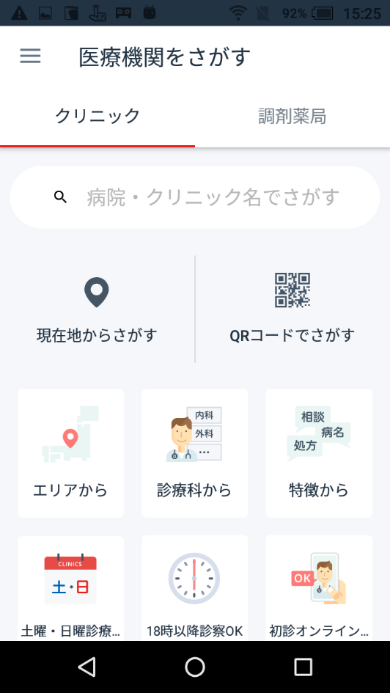 92% 15:25
医療機関をさがす
クリニック 調剤薬局
病院・クリニック名でさがす
現在地からさがす QRコードでさがす
相談
病名
処方
内科
外科
...
エリアから 診療科から 特徴から
CLINICS
土・日
OK
土曜・日曜診療... 18時以降診察OK 初診オンライン...